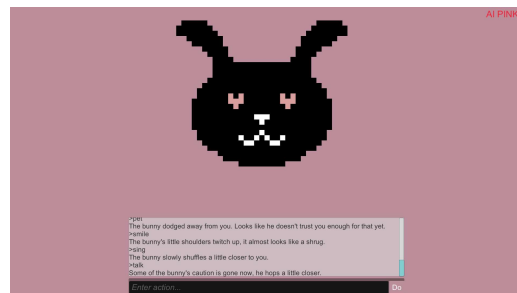 AI PINK
>pet
The bunny dodged away from you. Looks like he doesn't trust you enough for that yet.
>smile
The bunny's little shoulders twitch up, it almost looks like a shrug.
>sing
The bunny slowly shuffles a little closer to you.
>talk
Some of the bunny's caution is gone now, he hops a little closer.
Enter action... Do